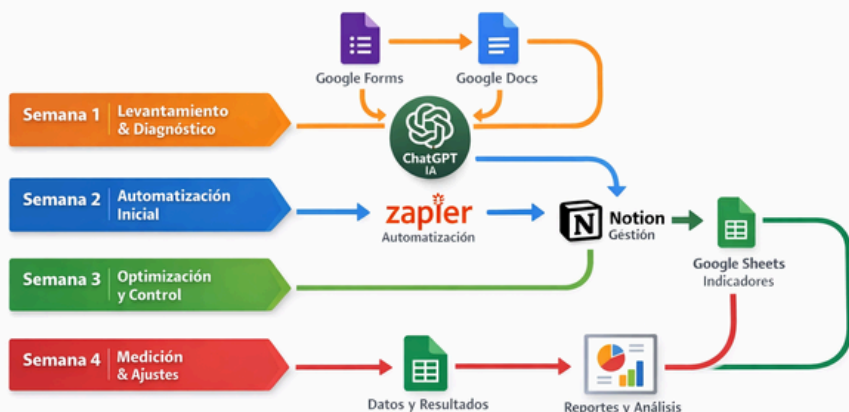 Google Forms
Google Docs
Semana 1
Levantamiento
& Diagnóstico
ChatGPT
IA
Semana 2
Automatización
Inicial
zapier
Automatización
N
Notion
Gestión
Google Sheets
Indicadores
Semana 3
Optimización
y Control
Semana 4
Medición
& Ajustes
Datos y Resultados
Reportes y Análisis